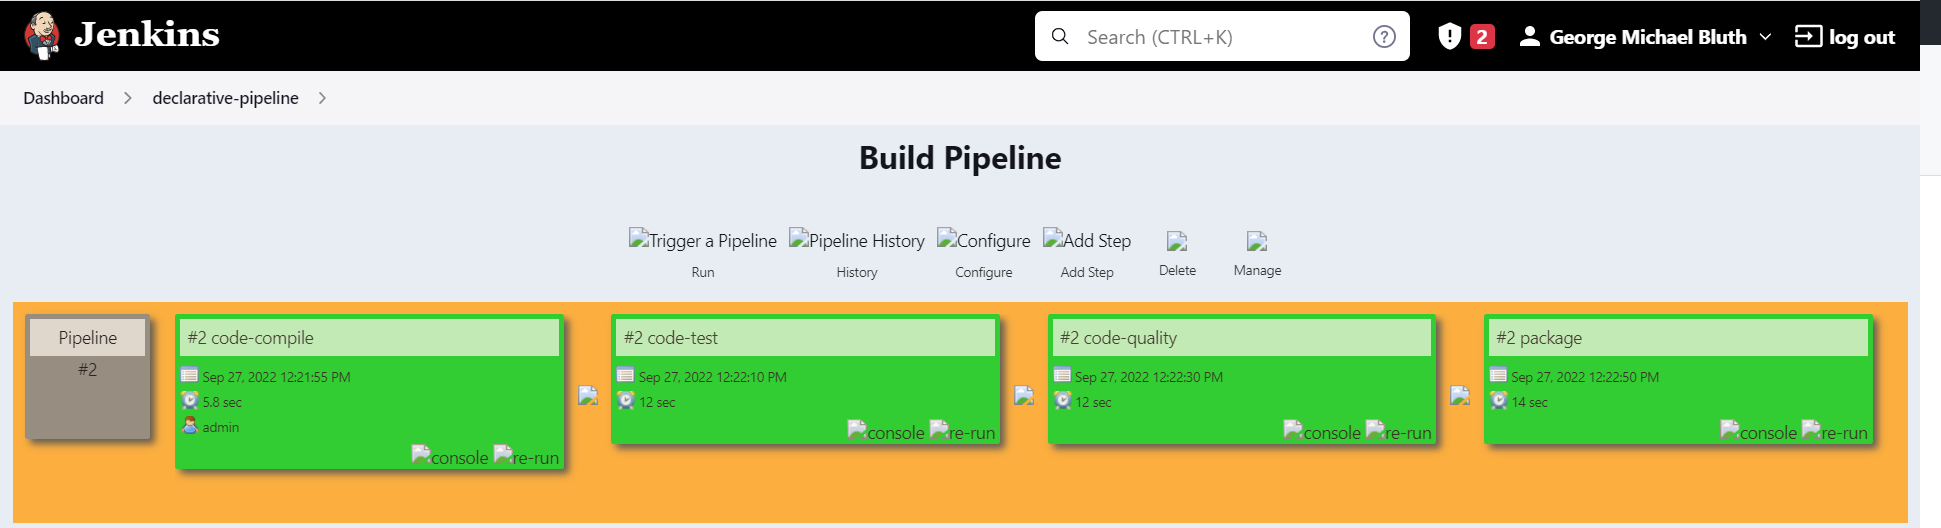 Jenkins
Search (CTRL+K)
?
2
George Michael Bluth
log out
Dashboard
declarative-pipeline
Build Pipeline
Trigger a Pipeline Pipeline History Configure Add Step
Run History Configure Add Step Delete Manage
Pipeline
#2
#2 code-compile
Sep 27, 2022 12:21:55 PM
5.8 sec
admin
console re-run
#2 code-test
Sep 27, 2022 12:22:10 PM
12 sec
console re-run
#2 code-quality
Sep 27, 2022 12:22:30 PM
12 sec
console re-run
#2 package
Sep 27, 2022 12:22:50 PM
14 sec
console re-run